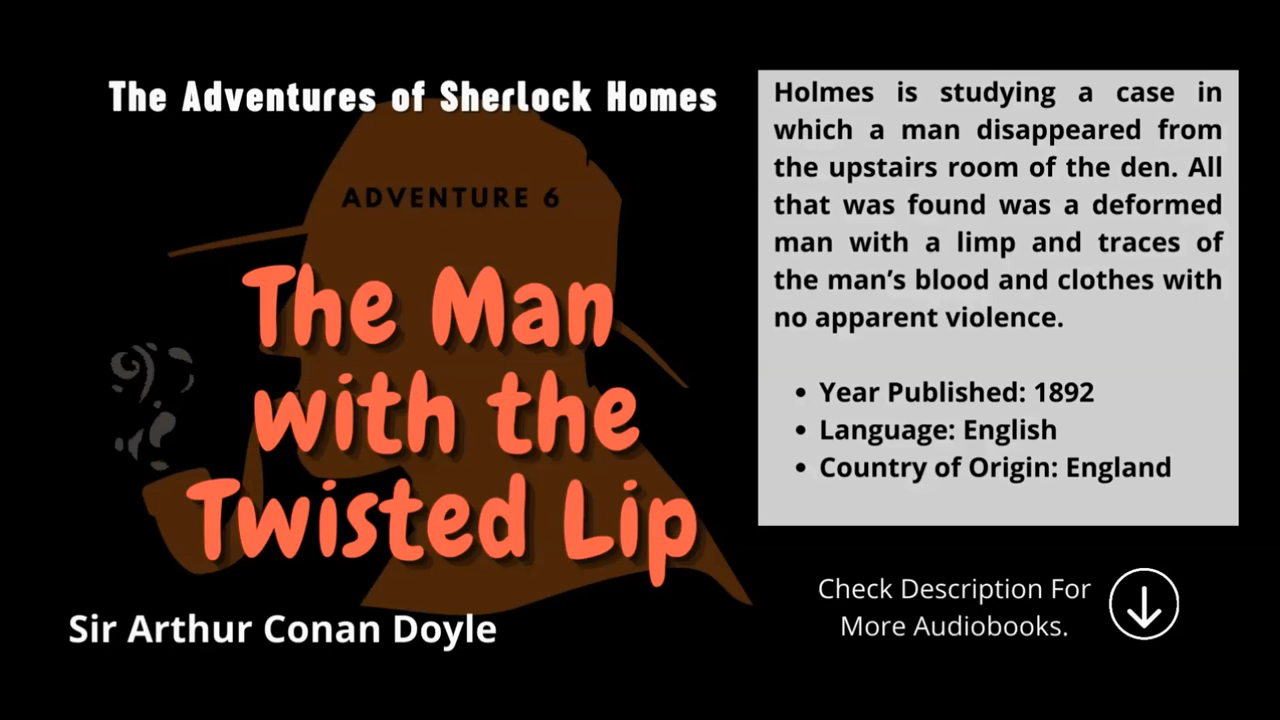 The Adventures of Sherlock Homes
ADVENTURE 6
The Man
with the
Twisted Lip
Sir Arthur Conan Doyle
Holmes is studying a case in
which a man disappeared from
the upstairs room of the den. All
that was found was a deformed
man with a limp and traces of
the man’s blood and clothes with
no apparent violence.
• Year Published: 1892
• Language: English
• Country of Origin: England
Check Description For
More Audiobooks.